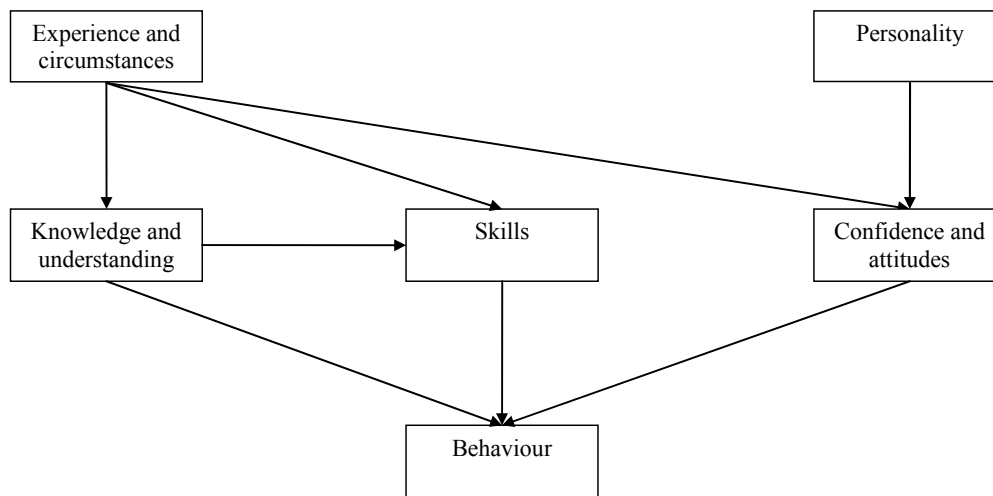 Experience and
circumstances
Personality
Knowledge and
understanding
Skills
Confidence and
attitudes
Behaviour